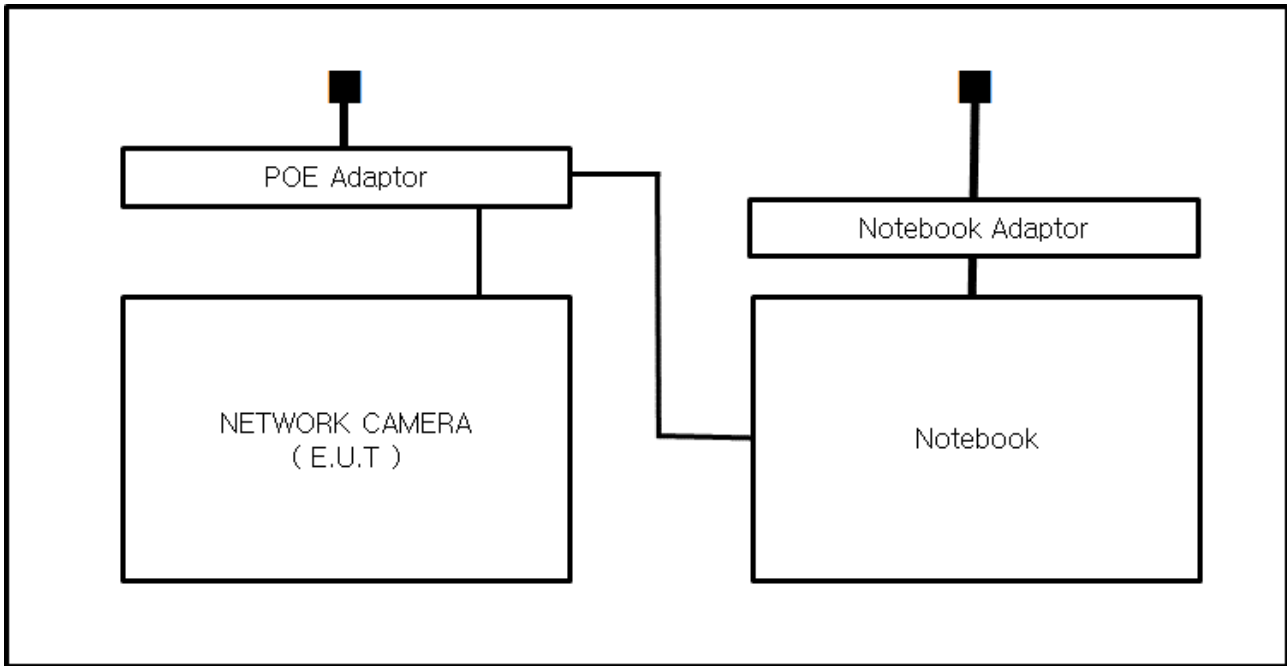 POE Adaptor
Notebook Adaptor
NETWORK CAMERA
( E.U.T )
Notebook